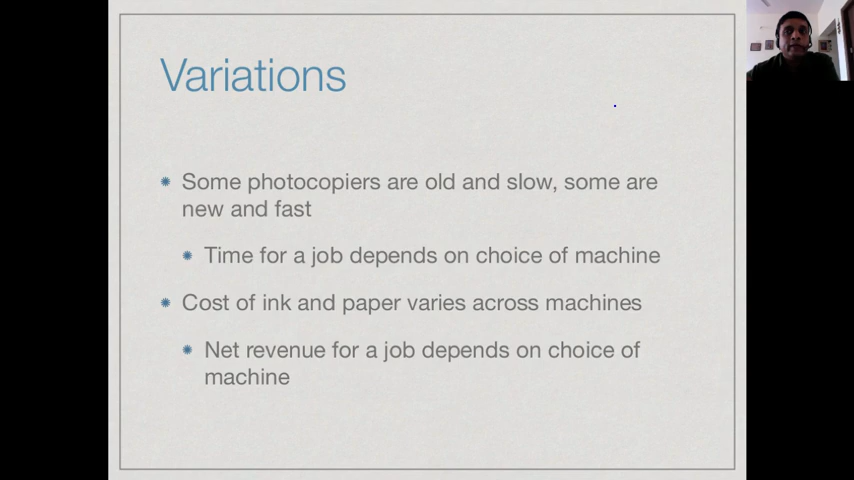 Variations
Some photocopiers are old and slow, some are
new and fast
Time for a job depends on choice of machine
Cost of ink and paper varies across machines
Net revenue for a job depends on choice of
machine